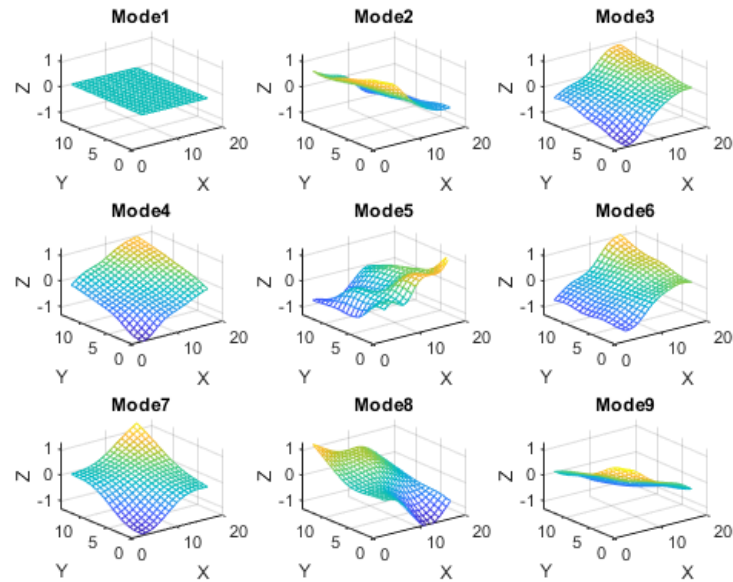 Mode1 Mode2 Mode3
1 1 1
Z 0 Z 0 Z 0
-1 -1 -1
10 5 0 0 10 20 10 5 0 0 10 20 10 5 0 0 10 20
Y X Y X Y X
Mode4 Mode5 Mode6
1 1 1
Z 0 Z 0 Z 0
-1 -1 -1
10 5 0 0 10 20 10 5 0 0 10 20 10 5 0 0 10 20
Y X Y X Y X
Mode7 Mode8 Mode9
1 1 1
Z 0 Z 0 Z 0
-1 -1 -1
10 5 0 0 10 20 10 5 0 0 10 20 10 5 0 0 10 20
Y X Y X Y X